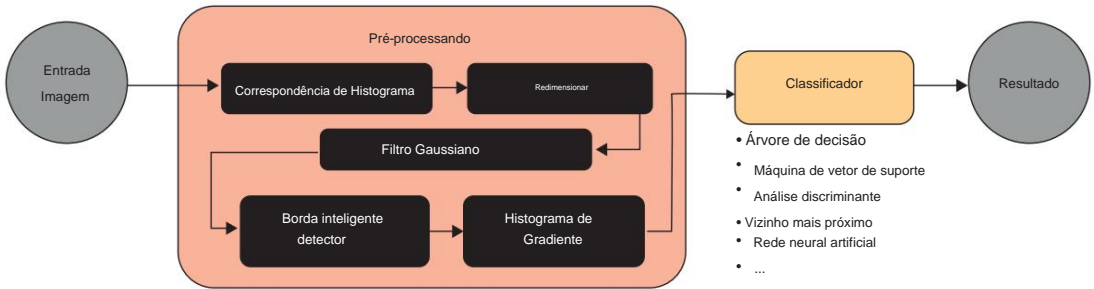 Pré-processando
Entrada
Imagem
Correspondência de Histograma
Redimensionar
Filtro Gaussiano
Borda inteligente
detector
Histograma de
Gradiente
Classificador
• Árvore de decisão
• Máquina de vetor de suporte
• Análise discriminante
• Vizinho mais próximo
• Rede neural artificial
• ...
Resultado